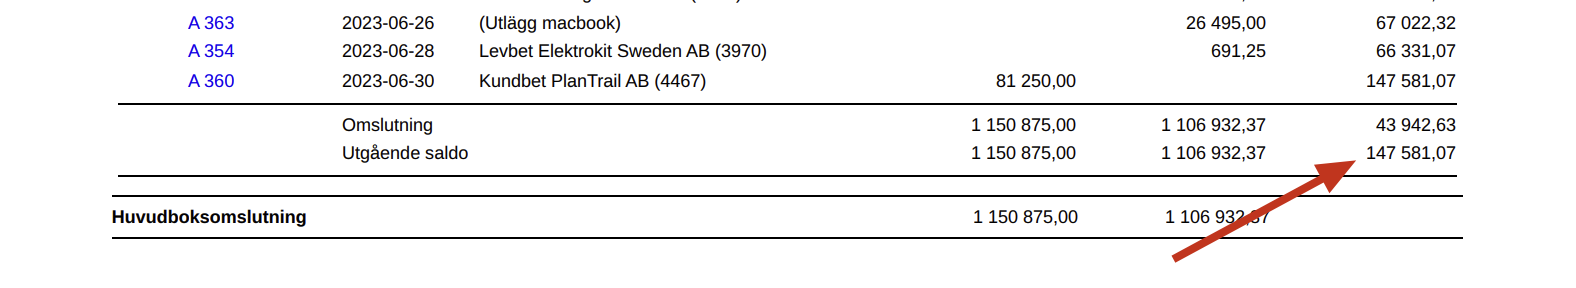 A 363 2023-06-26 (Utlägg macbook) 26 495,00 67 022,32
A 354 2023-06-28 Levbet Elektrokit Sweden AB (3970) 691,25 66 331,07
A 360 2023-06-30 Kundbet PlanTrail AB (4467) 81 250,00 147 581,07
Omslutning 1 150 875,00 1 106 932,37 43 942,63
Utgående saldo 1 150 875,00 1 106 932,37 147 581,07
Huvudboksomslutning 1 150 875,00 1 106 932,37